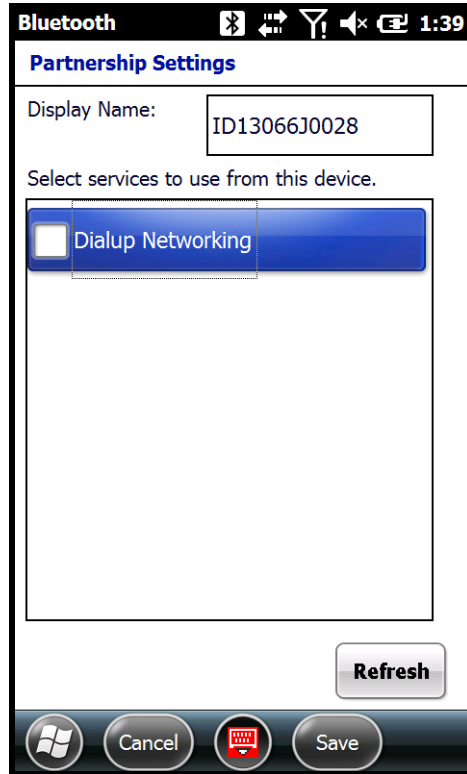 Bluetooth 1:39
Partnership Settings
Display Name:
ID13066J0028
Select services to use from this device.
Dialup Networking
Refresh
Cancel Save